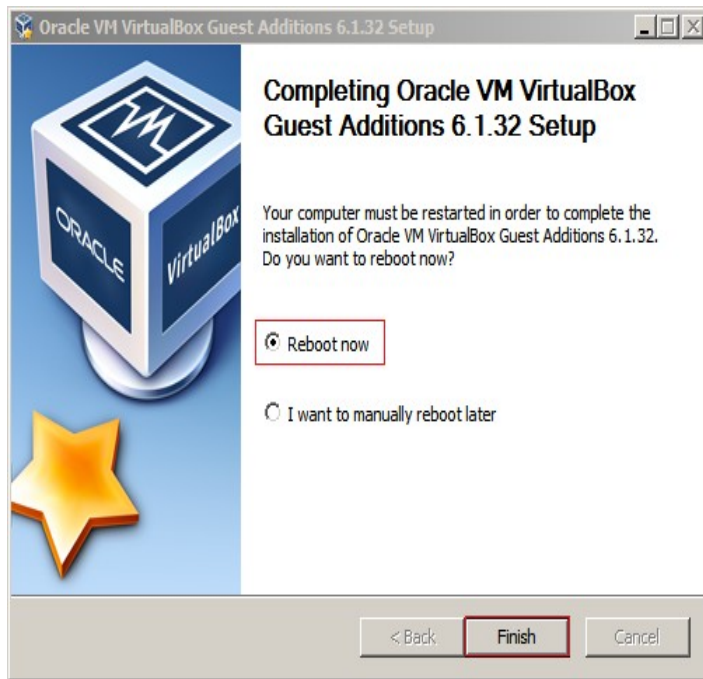 Oracle VM VirtualBox Guest Additions 6.1.32 Setup
Completing Oracle VM VirtualBox
Guest Additions 6.1.32 Setup
Your computer must be restarted in order to complete the
installation of Oracle VM VirtualBox Guest Additions 6.1.32.
Do you want to reboot now?
ORACLE
VirtualBox
Reboot now
I want to manually reboot later
< Back
Finish
Cancel